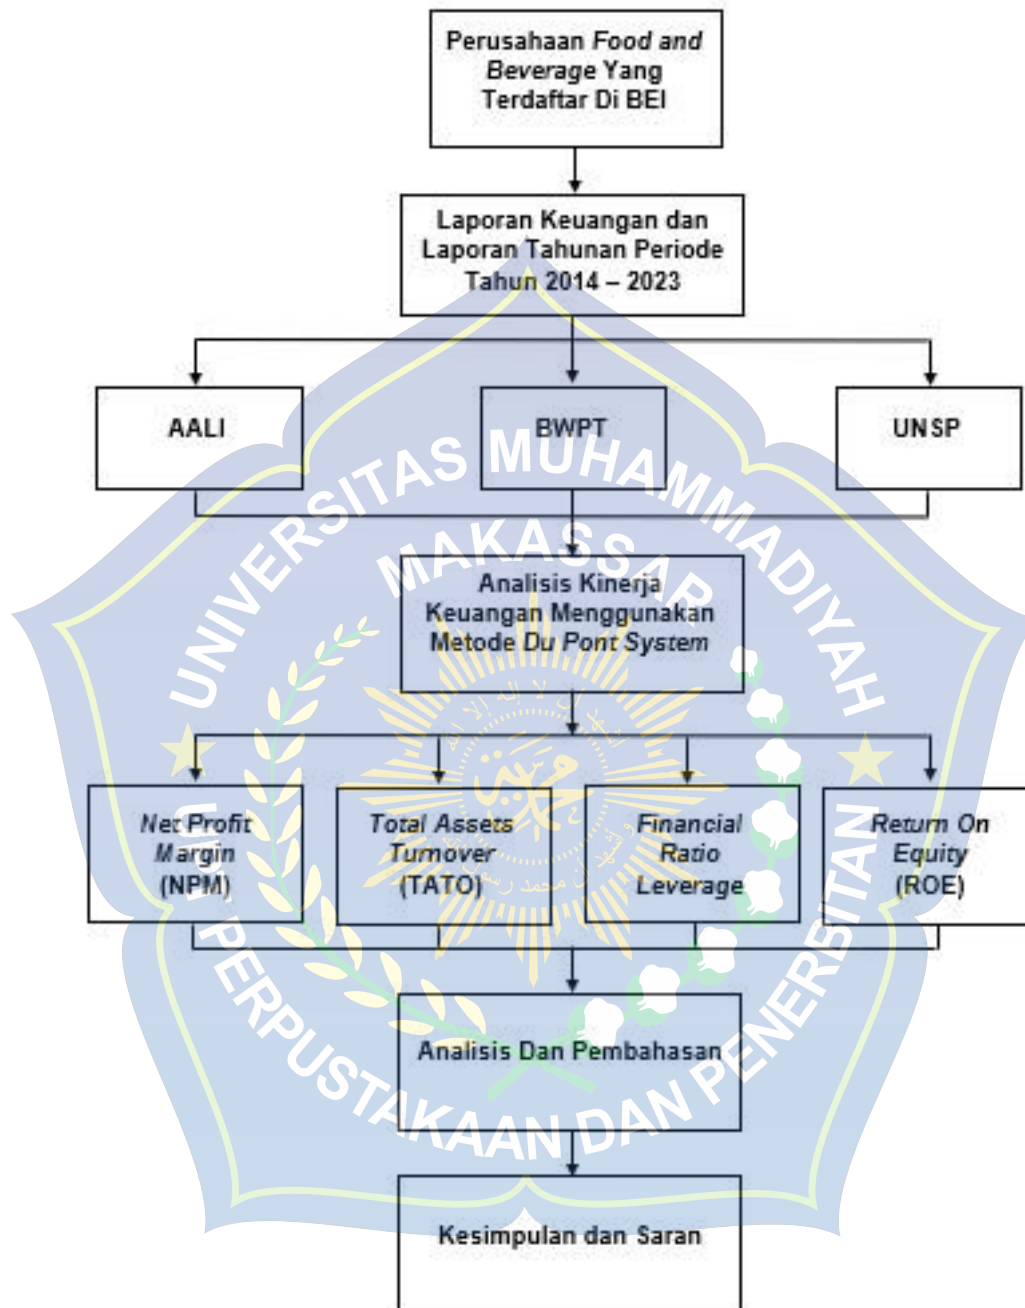 Perusahaan Food and
Beverage Yang
Terdaftar Di BEI
Laporan Keuangan dan
Laporan Tahunan Periode
Tahun 2014 – 2023
AALI
BWPT
UNSP
UNIVERSITAS MUHAMMADIYAH
MAKASSAR
Analisis Kinerja
Keuangan Menggunakan
Metode Du Pont System
Net Profit
Margin
(NPM)
Total Assets
Turnover
(TATO)
Financial
Ratio
Leverage
Return On
Equity
(ROE)
UPT PERPUSTAKAAN DAN PENERBITAN
Analisis Dan Pembahasan
Kesimpulan dan Saran